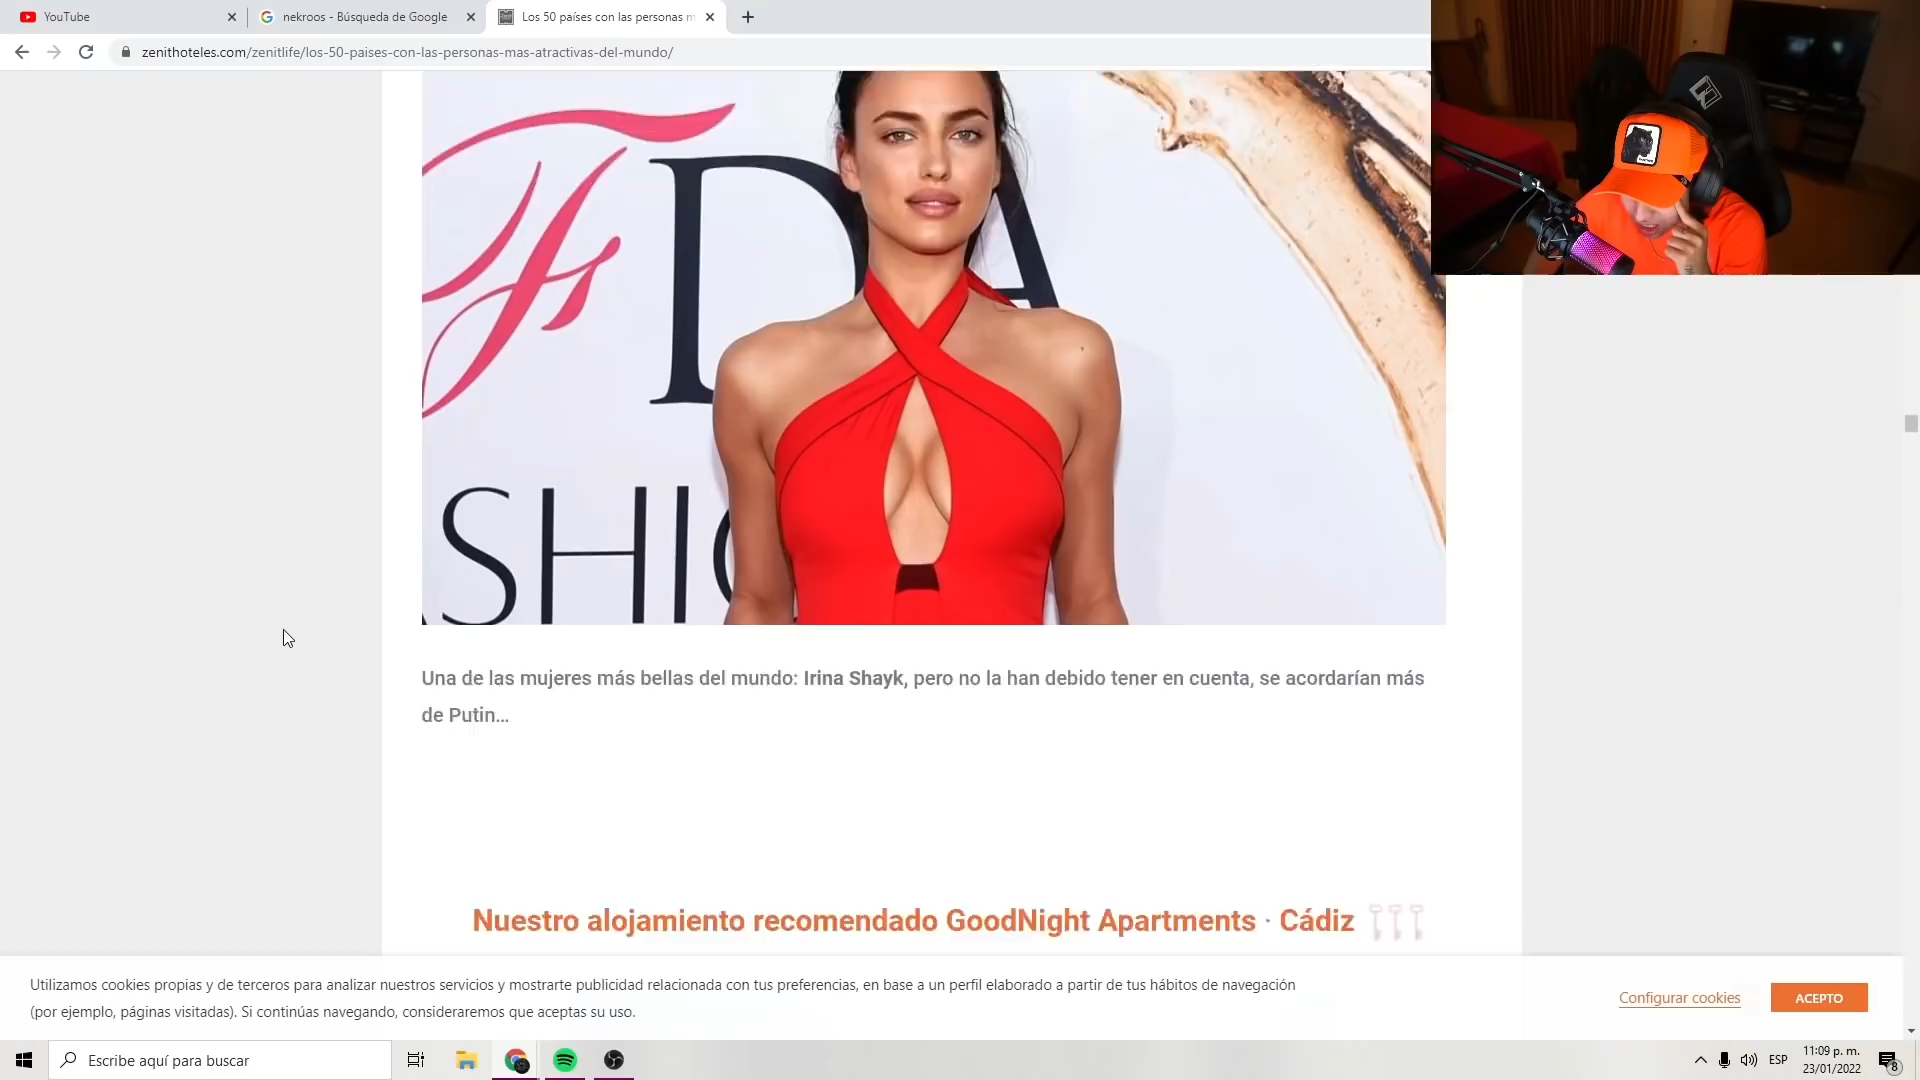 YouTube
nekroos - Búsqueda de Google
Los 50 países con las personas m
zenithoteles.com/zenitlife/los-50-paises-con-las-personas-mas-atractivas-del-mundo/
F DA
SHIO
Una de las mujeres más bellas del mundo: Irina Shayk, pero no la han debido tener en cuenta, se acordarían más
de Putin...
Nuestro alojamiento recomendado GoodNight Apartments · Cádiz
Utilizamos cookies propias y de terceros para analizar nuestros servicios y mostrarte publicidad relacionada con tus preferencias, en base a un perfil elaborado a partir de tus hábitos de navegación
(por ejemplo, páginas visitadas). Si continúas navegando, consideraremos que aceptas su uso.
Configurar cookies
ACEPTO
Escribe aquí para buscar
ESP
11:09 p. m.
23/01/2022
8